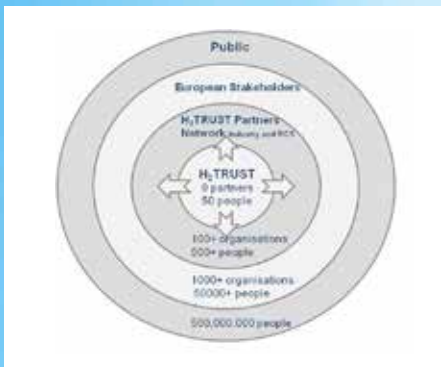 Public
European Stakeholders
H₂TRUST Partners
Network Industry and RCS
H₂TRUST
9 partners
50 people
100+ organisations
500+ people
1000+ organisations
50000+ people
500,000,000 people